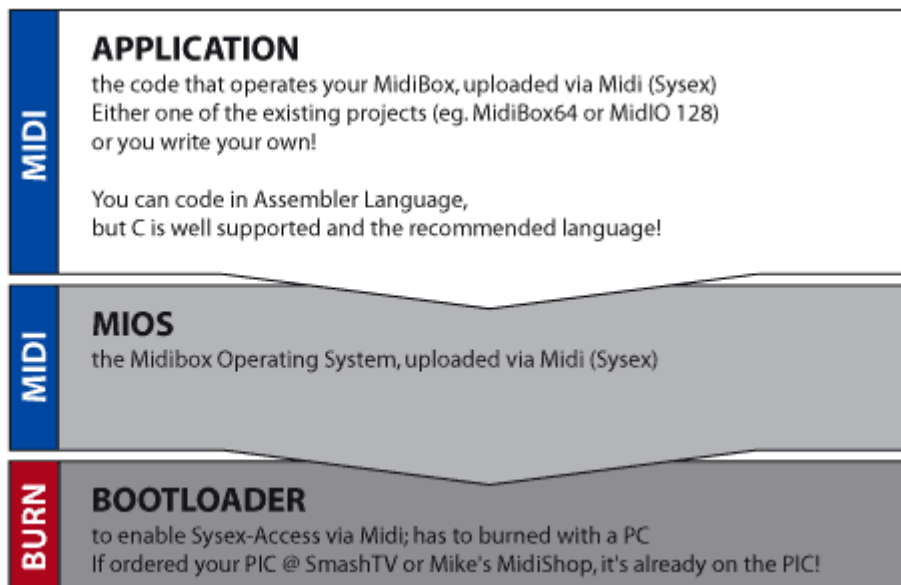 MIDI
APPLICATION
the code that operates your MidiBox, uploaded via Midi (Sysex)
Either one of the existing projects (eg. MidiBox64 or MidIO 128)
or you write your own!
You can code in Assembler Language,
but C is well supported and the recommended language!
MIDI
MIOS
the Midibox Operating System, uploaded via Midi (Sysex)
BURN
BOOTLOADER
to enable Sysex-Access via Midi; has to burned with a PC
If ordered your PIC @ SmashTV or Mike's MidiShop, it's already on the PIC!